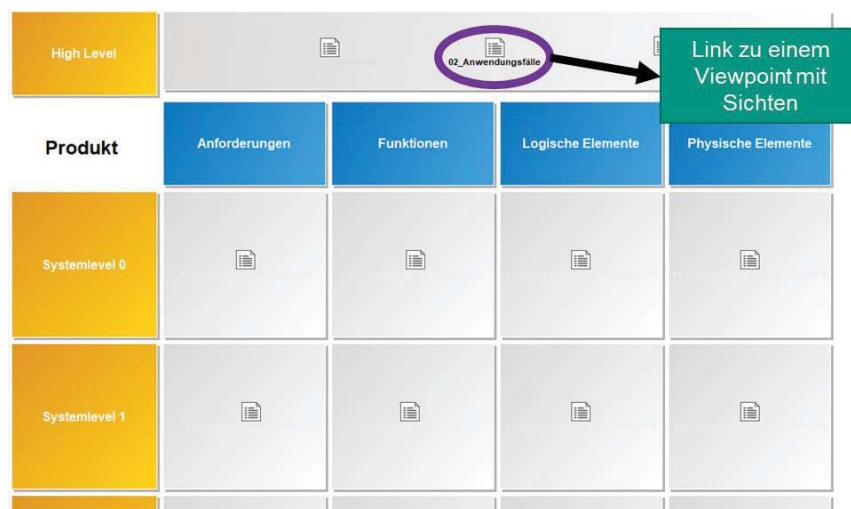 High Level
02_Anwendungsfälle
Link zu einem
Viewpoint mit
Sichten
Produkt
Anforderungen
Funktionen
Logische Elemente
Physische Elemente
Systemlevel 0
Systemlevel 1